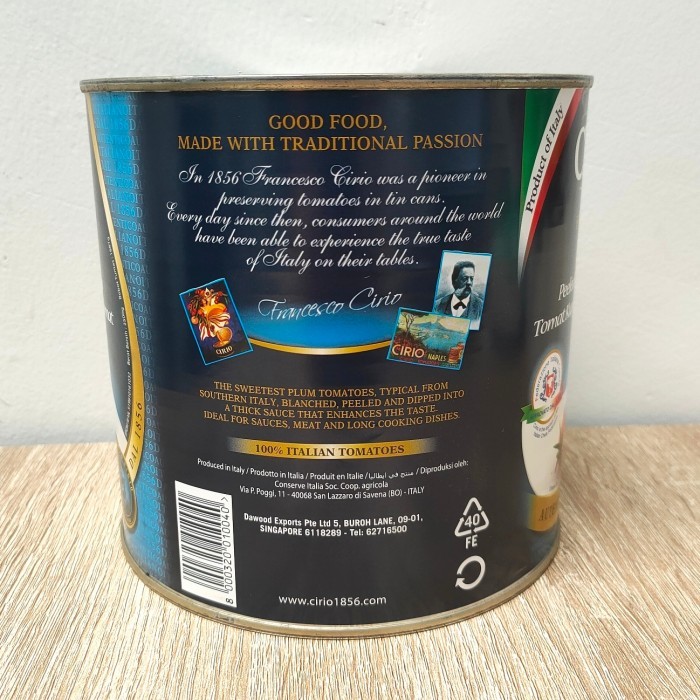 GOOD FOOD,
MADE WITH TRADITIONAL PASSION
In 1856 Francesco Cirio was a pioneer in
preserving tomatoes in tin cans.
Every day since then, consumers around the world
have been able to experience the true taste
of Italy on their tables.
Francesco Cirio
CIRIO
CIRIO NAPLES
THE SWEETEST PLUM TOMATOES, TYPICAL FROM
SOUTHERN ITALY, BLANCHED, PEELED AND DIPPED INTO
A THICK SAUCE THAT ENHANCES THE TASTE.
IDEAL FOR SAUCES, MEAT AND LONG COOKING DISHES.
100% ITALIAN TOMATOES
Produced in Italy / Prodotto in Italia / Produit en Italie / منتج في ايطاليا / Diproduksi oleh:
Conserve Italia Soc. Coop. agricola
Via P. Poggi, 11 - 40068 San Lazzaro di Savena (BO) - ITALY
Dawood Exports Pte Ltd 5, BUROH LANE, 09-01,
SINGAPORE 6118289 - Tel: 62716500
8 000320 010040 >
40
FE
www.cirio1856.com
Product of Italy